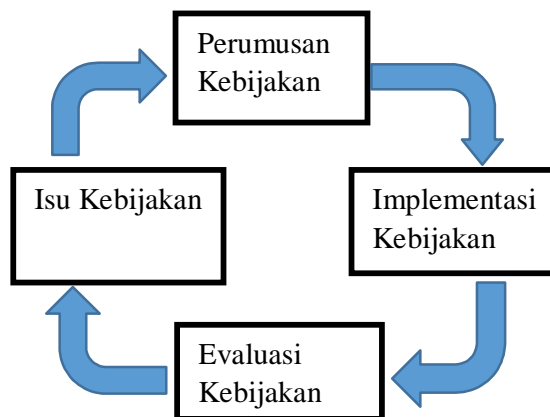 Perumusan
Kebijakan
Isu Kebijakan
Implementasi
Kebijakan
Evaluasi
Kebijakan